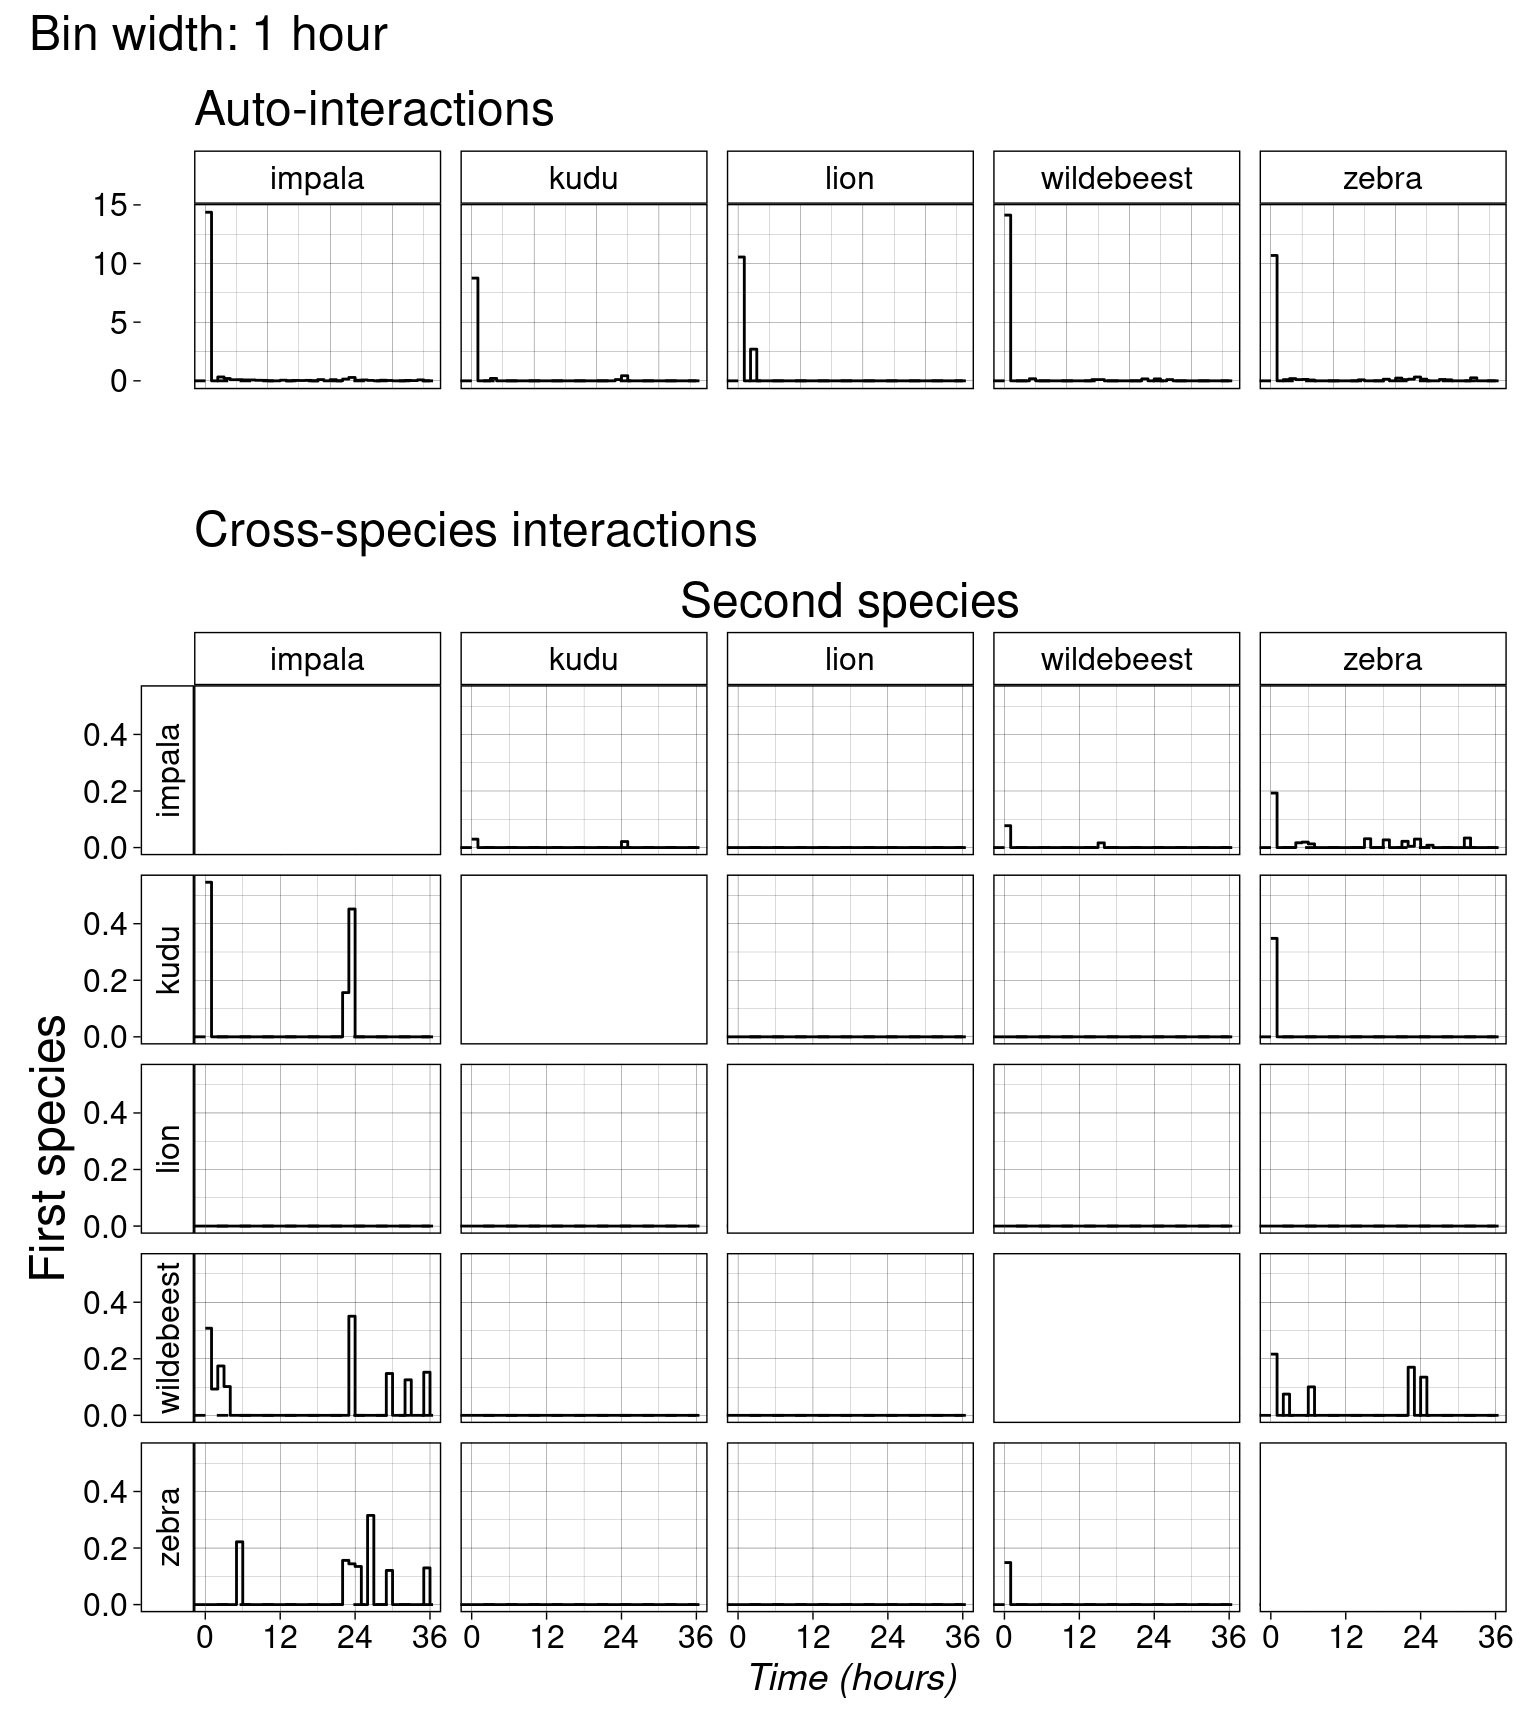 Bin width: 1 hour
Auto-interactions
impala kudu lion wildebeest zebra
15
10
5
0
Cross-species interactions
Second species
impala kudu lion wildebeest zebra
First species
impala
0.4
0.2
0.0
kudu
0.4
0.2
0.0
lion
0.4
0.2
0.0
wildebeest
0.4
0.2
0.0
zebra
0.4
0.2
0.0
0 12 24 36 0 12 24 36 0 12 24 36 0 12 24 36 0 12 24 36
Time (hours)